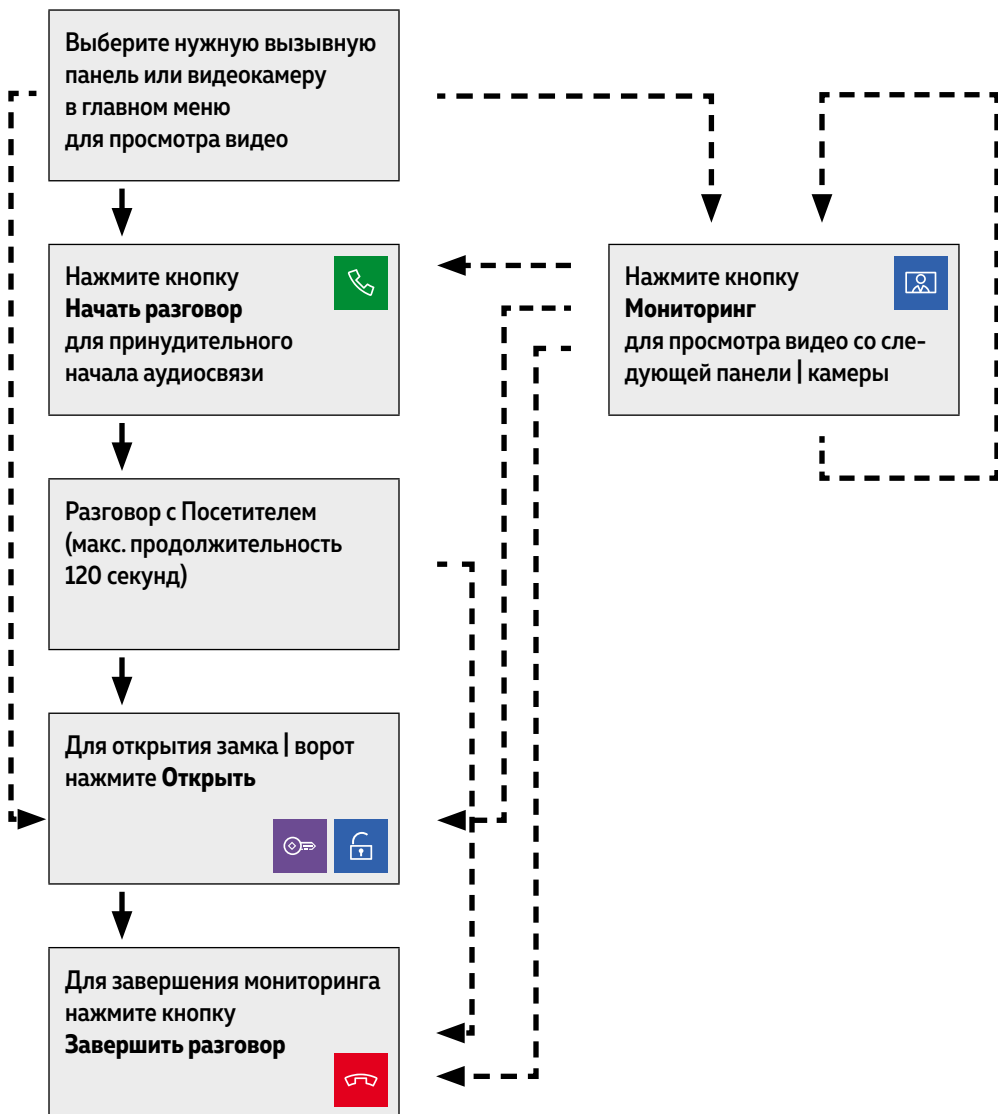 Выберите нужную вызывную
панель или видеокамеру
в главном меню
для просмотра видео
Нажмите кнопку
Начать разговор
для принудительного
начала аудиосвязи
Нажмите кнопку
Мониторинг
для просмотра видео со сле-
дующей панели | камеры
Разговор с Посетителем
(макс. продолжительность
120 секунд)
Для открытия замка | ворот
нажмите Открыть
Для завершения мониторинга
нажмите кнопку
Завершить разговор